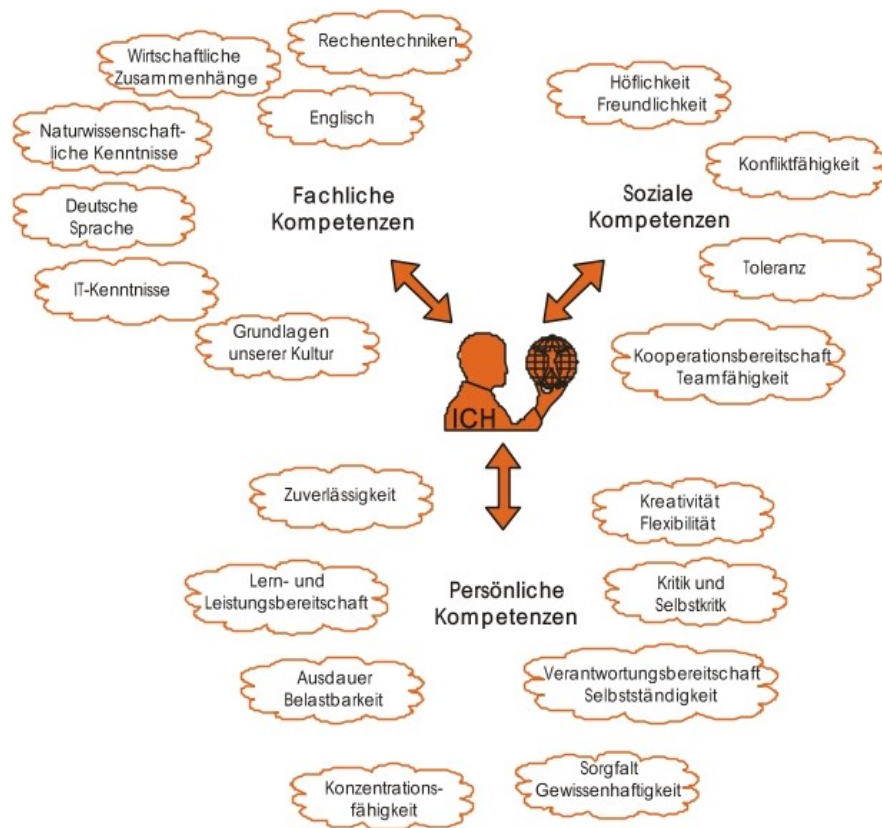 Rechentechniken
Wirtschaftliche
Zusammenhänge
Englisch
Naturwissenschaft-
liche Kenntnisse
Deutsche
Sprache
IT-Kenntnisse
Grundlagen
unserer Kultur
Fachliche
Kompetenzen
Höflichkeit
Freundlichkeit
Konfliktfähigkeit
Soziale
Kompetenzen
Toleranz
Kooperationsbereitschaft
Teamfähigkeit
ICH
Zuverlässigkeit
Kreativität
Flexibilität
Lern- und
Leistungsbereitschaft
Persönliche
Kompetenzen
Kritik und
Selbstkritk
Ausdauer
Belastbarkeit
Verantwortungsbereitschaft
Selbstständigkeit
Konzentrations-
fähigkeit
Sorgfalt
Gewissenhaftigkeit